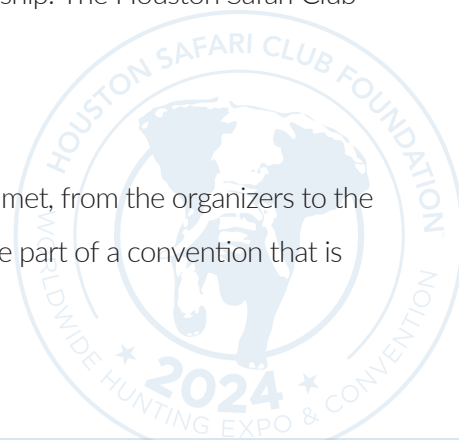 ship. The Houston Safari Club
met, from the organizers to the
e part of a convention that is
HOUSTON SAFARI CLUB FOUNDATION
WORLDWIDE HUNTING EXPO & CONVENTION
2024